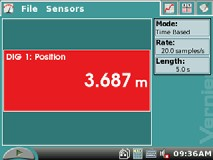 File Sensors
Mode:
Time Based
Rate:
20.0 samples/s
Length:
5.0 s
DIG 1: Position
3.687 m
Vernier
09:36AM